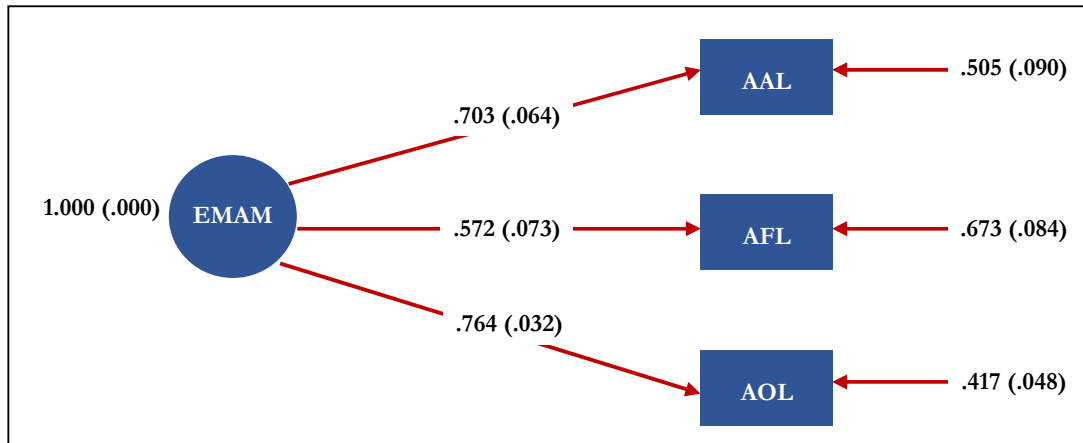 AAL
.505 (.090)
.703 (.064)
1.000 (.000)
EMAM
.572 (.073)
AFL
.673 (.084)
.764 (.032)
AOL
.417 (.048)